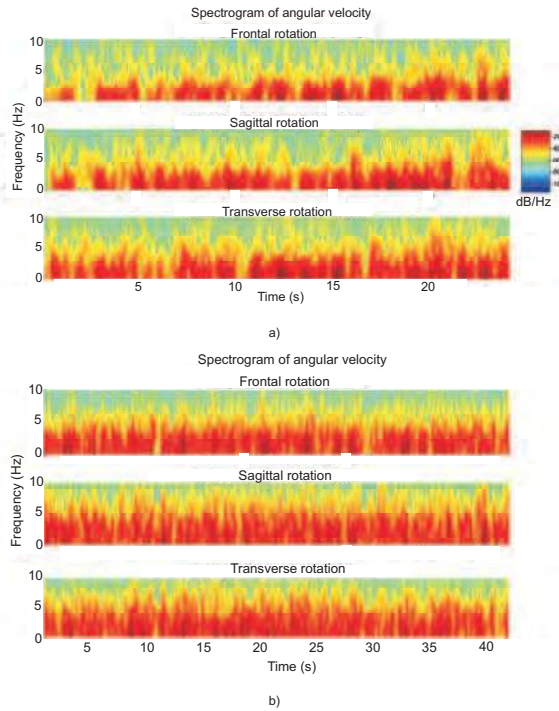 Spectrogram of angular velocity
Frontal rotation
10
5
0
Sagittal rotation
10
5
0
Frequency (Hz)
dB/Hz
Transverse rotation
10
5
0
5 10 15 20
Time (s)
a)
Spectrogram of angular velocity
Frontal rotation
10
5
0
Sagittal rotation
10
5
0
Frequency (Hz)
Transverse rotation
10
5
0
5 10 15 20 25 30 35 40
Time (s)
b)